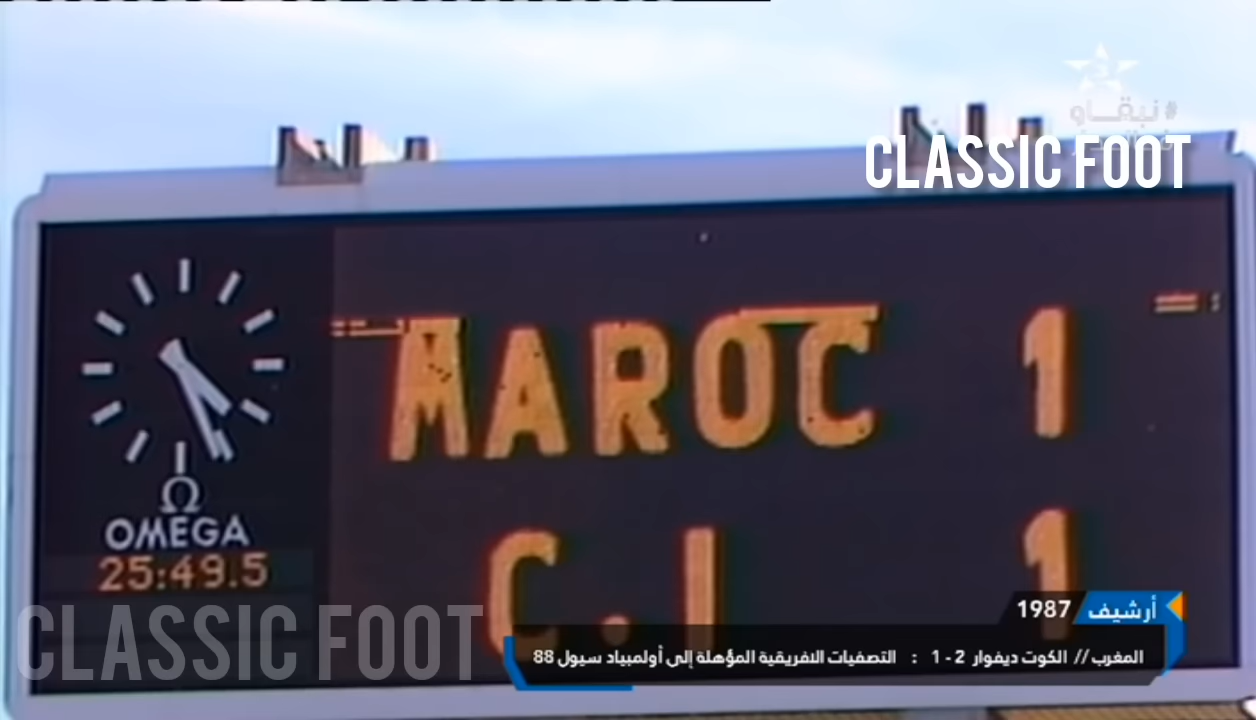 #نبقاو
CLASSIC FOOT
MAROC 1
C.I 1
OMEGA
25:49.5
CLASSIC FOOT
أرشيف 1987
المغرب // الكوت ديفوار 2 - 1 : التصفيات الافريقية المؤهلة إلى أولمبياد سيول 88